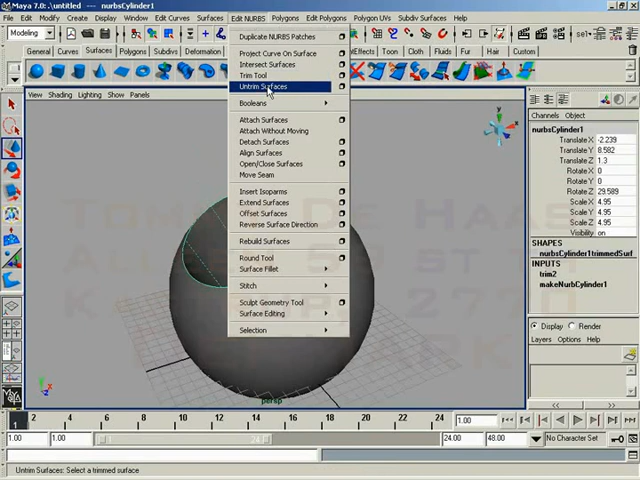 Maya 7.0: .\untitled --- nurbsCylinder1
File Edit Modify Create Display Window Edit Curves Surfaces Edit NURBS Polygons Edit Polygons Polygon UVs Subdiv Surfaces Help
Modeling
sel1
General Curves Surfaces Polygons Subdivs Deformation
Effects Toon Cloth Fluids Fur Hair Custom
View Shading Lighting Show Panels
Duplicate NURBS Patches
Project Curve On Surface
Intersect Surfaces
Trim Tool
Untrim Surfaces
Booleans
Attach Surfaces
Attach Without Moving
Detach Surfaces
Align Surfaces
Open/Close Surfaces
Move Seam
Insert Isoparms
Extend Surfaces
Offset Surfaces
Reverse Surface Direction
Rebuild Surfaces
Round Tool
Surface Fillet
Stitch
Sculpt Geometry Tool
Surface Editing
Selection
Channels Object
nurbsCylinder1
Translate X -2.239
Translate Y 8.582
Translate Z 1.3
Rotate X 0
Rotate Y 0
Rotate Z 29.589
Scale X 4.95
Scale Y 4.95
Scale Z 4.95
Visibility on
SHAPES
nurbsCylinder1trimmedSurf
INPUTS
trim2
makeNurbCylinder1
Display Render
Layers Options Help
persp
1 2 4 6 8 10 12 14 16 18 20 22 24
1.00
1.00 1.00 24 24.00 48.00 No Character Set
Untrim Surfaces: Select a trimmed surface